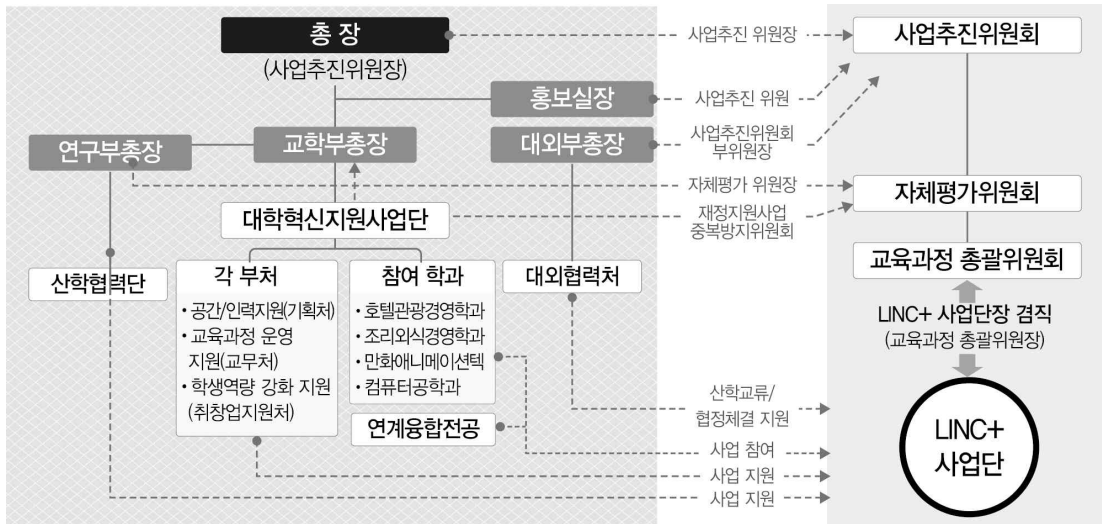 총 장
(사업추진위원장)
홍보실장
연구부총장
교학부총장
대외부총장
대학혁신지원사업단
산학협력단
각 부처
• 공간/인력지원(기획처)
• 교육과정 운영
지원(교무처)
• 학생역량 강화 지원
(취창업지원처)
참여 학과
• 호텔관광경영학과
• 조리외식경영학과
• 만화애니메이션텍
• 컴퓨터공학과
연계융합전공
대외협력처
사업추진 위원장
사업추진 위원
사업추진위원회
부위원장
자체평가 위원장
재정지원사업
중복방지위원회
산학교류/
협정체결 지원
사업 참여
사업 지원
사업 지원
사업추진위원회
자체평가위원회
교육과정 총괄위원회
LINC+ 사업단장 겸직
(교육과정 총괄위원장)
LINC+
사업단